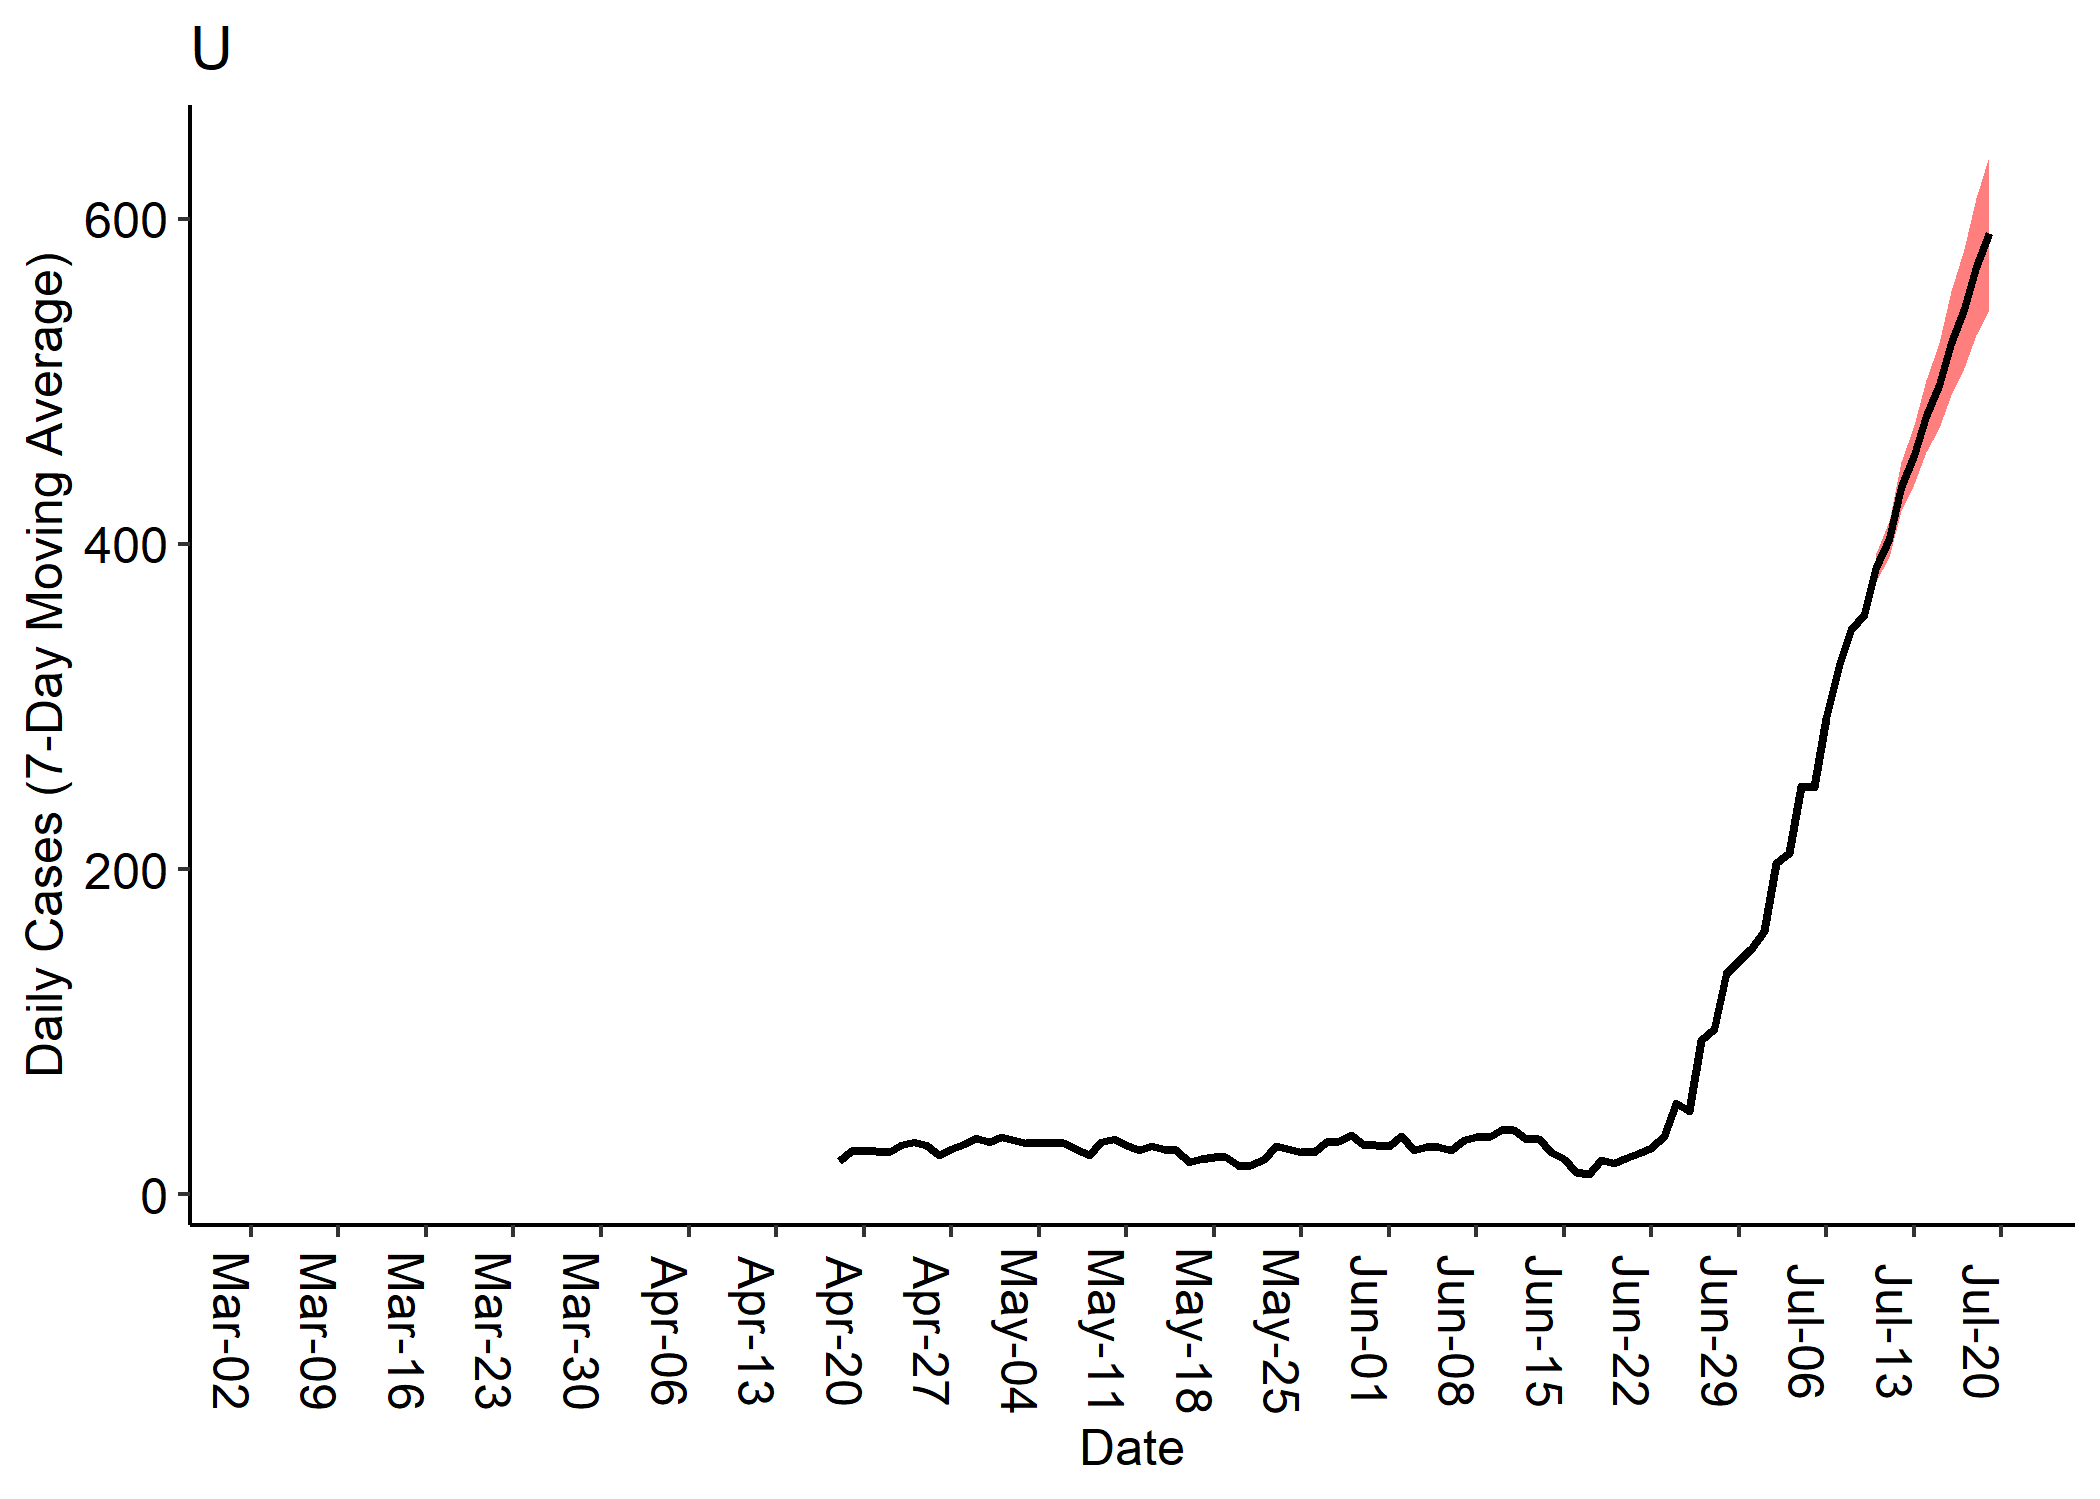 U
Daily Cases (7-Day Moving Average)
600
400
200
0
Mar-02
Mar-09
Mar-16
Mar-23
Mar-30
Apr-06
Apr-13
Apr-20
Apr-27
May-04
May-11
May-18
May-25
Jun-01
Jun-08
Jun-15
Jun-22
Jun-29
Jul-06
Jul-13
Jul-20
Date